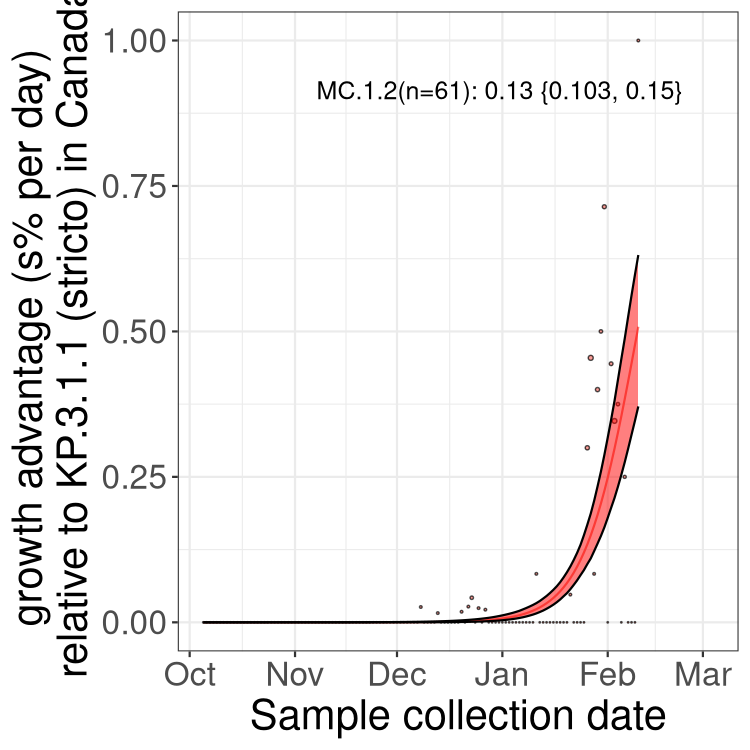 growth advantage (s% per day)
relative to KP.3.1.1 (stricto) in Canada
1.00
0.75
0.50
0.25
0.00
MC.1.2(n=61): 0.13 {0.103, 0.15}
Oct Nov Dec Jan Feb Mar
Sample collection date